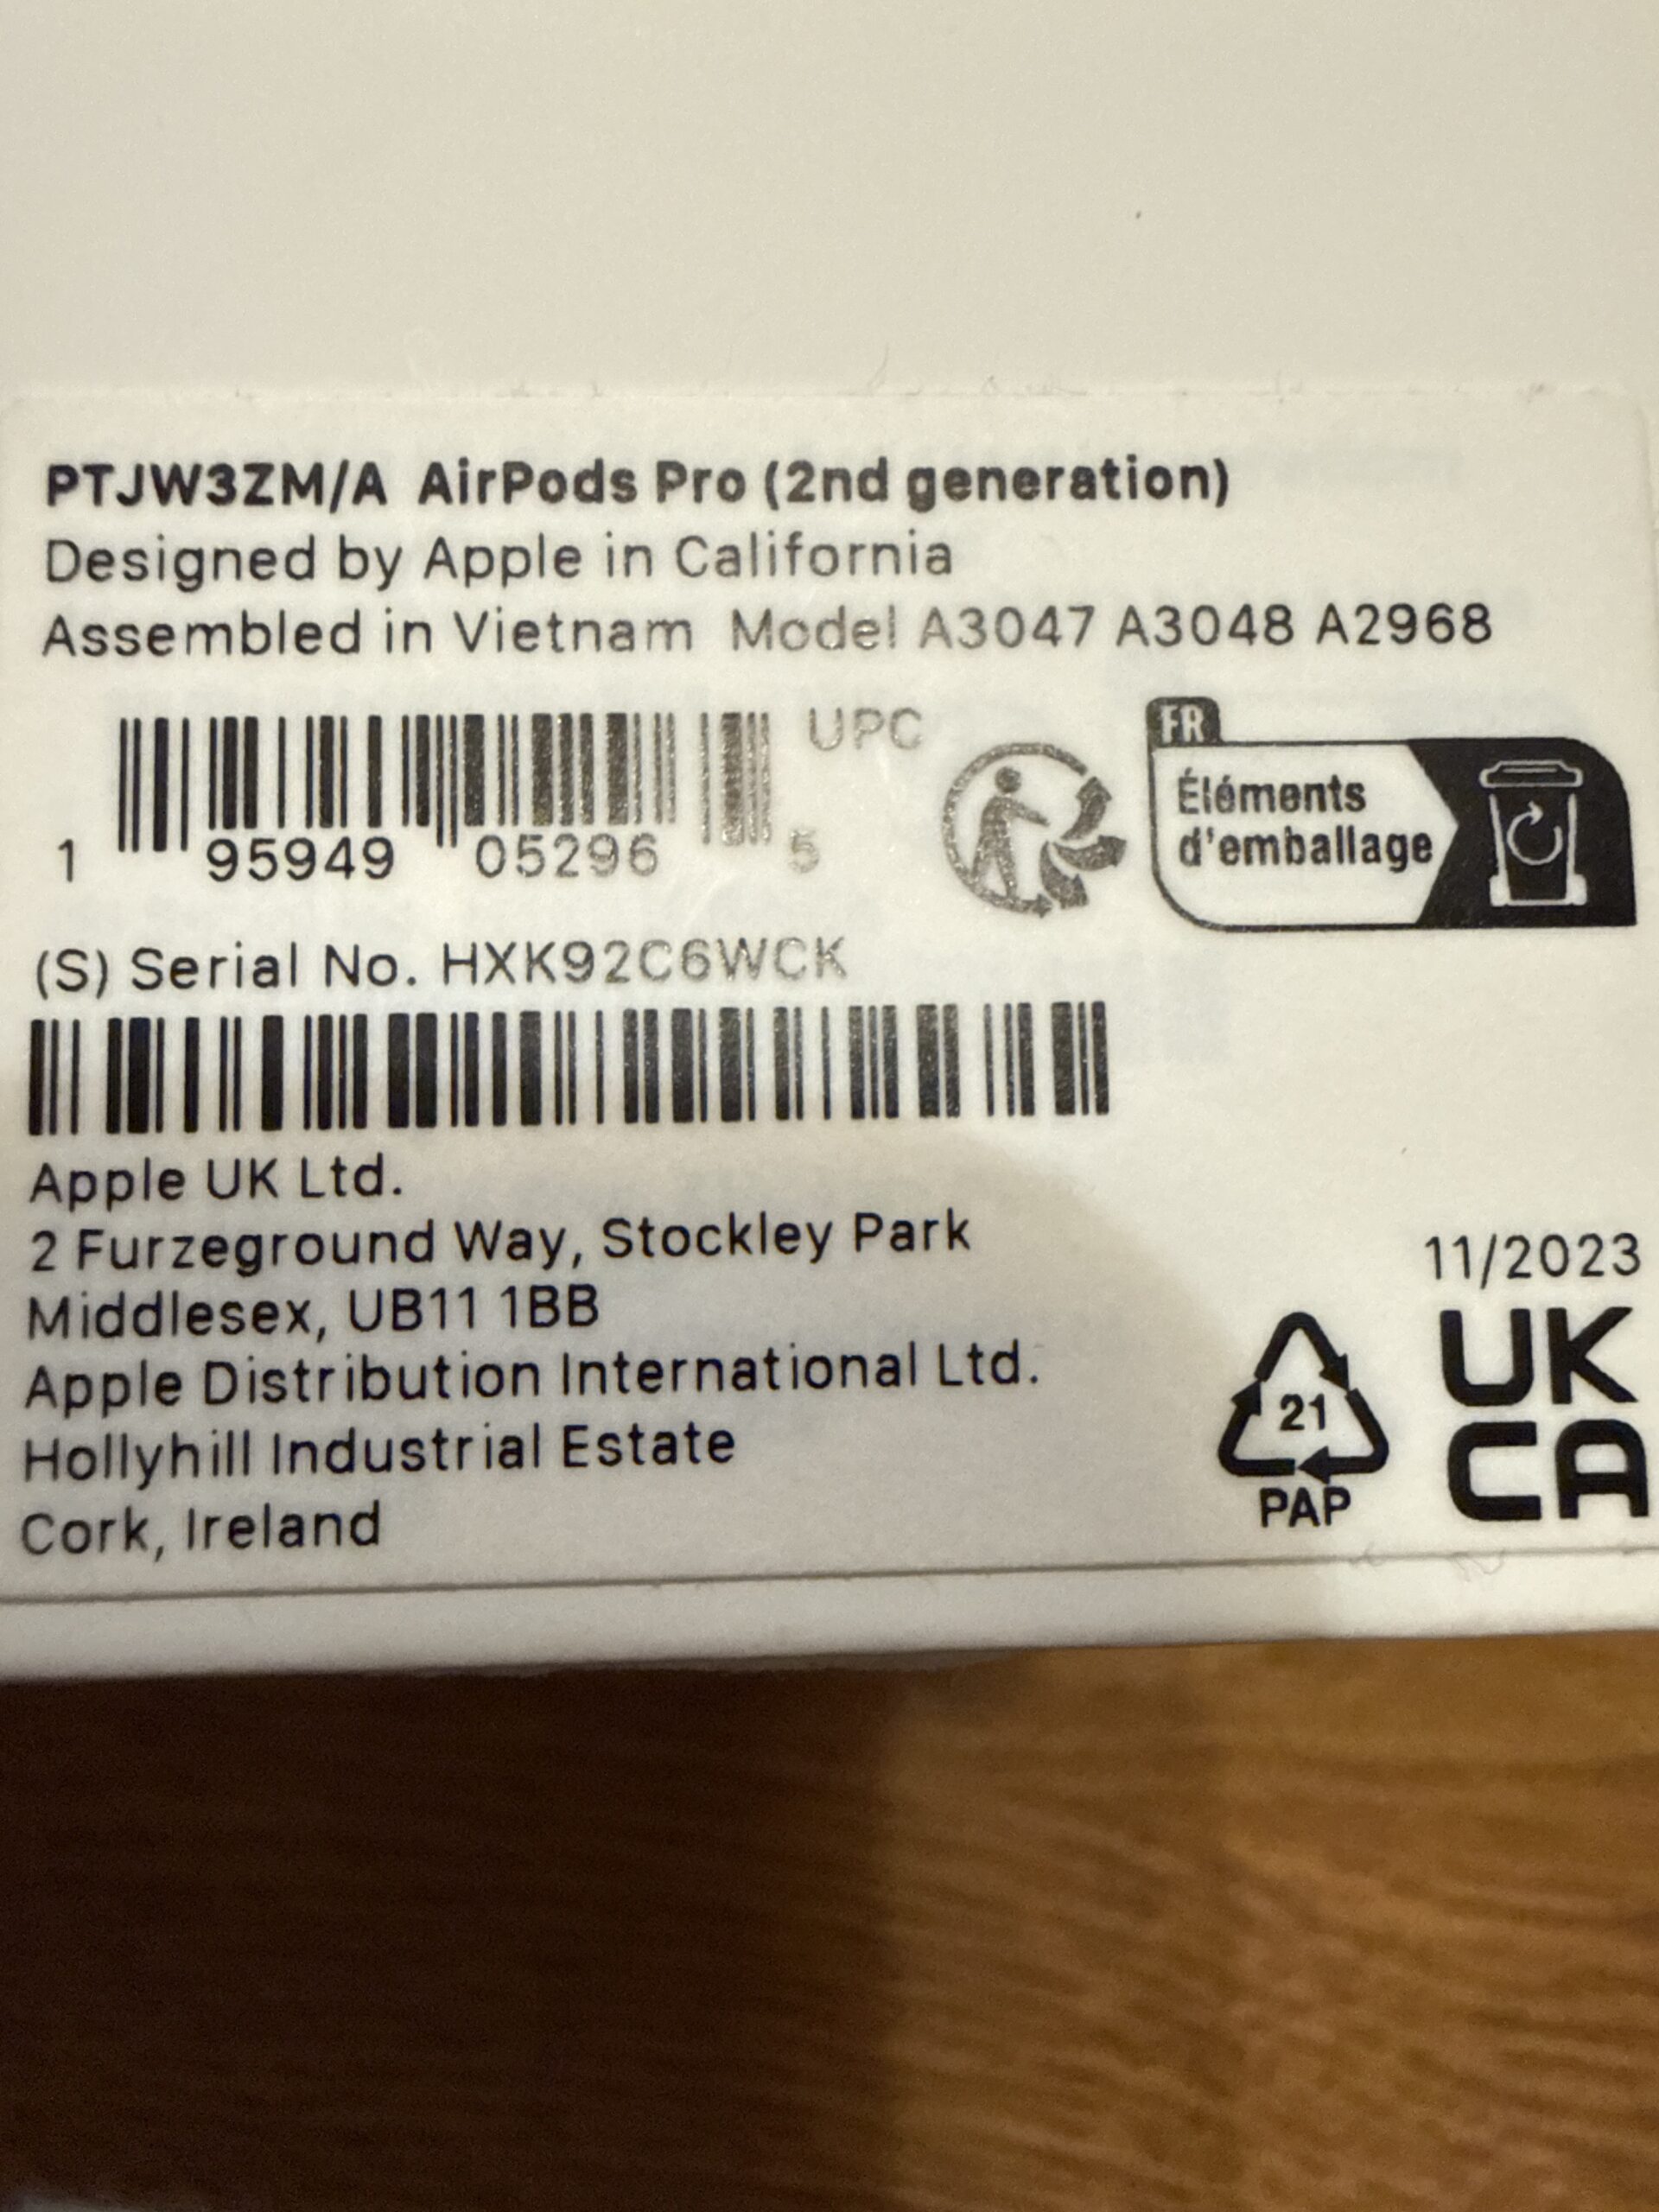 PTJW3ZM/A AirPods Pro (2nd generation)
Designed by Apple in California
Assembled in Vietnam Model A3047 A3048 A2968
UPC
1 95949 05296 5
FR
Éléments
d'emballage
(S) Serial No. HXK92C6WCK
Apple UK Ltd.
2 Furzeground Way, Stockley Park
Middlesex, UB11 1BB
Apple Distribution International Ltd.
Hollyhill Industrial Estate
Cork, Ireland
11/2023
21
PAP
UK
CA